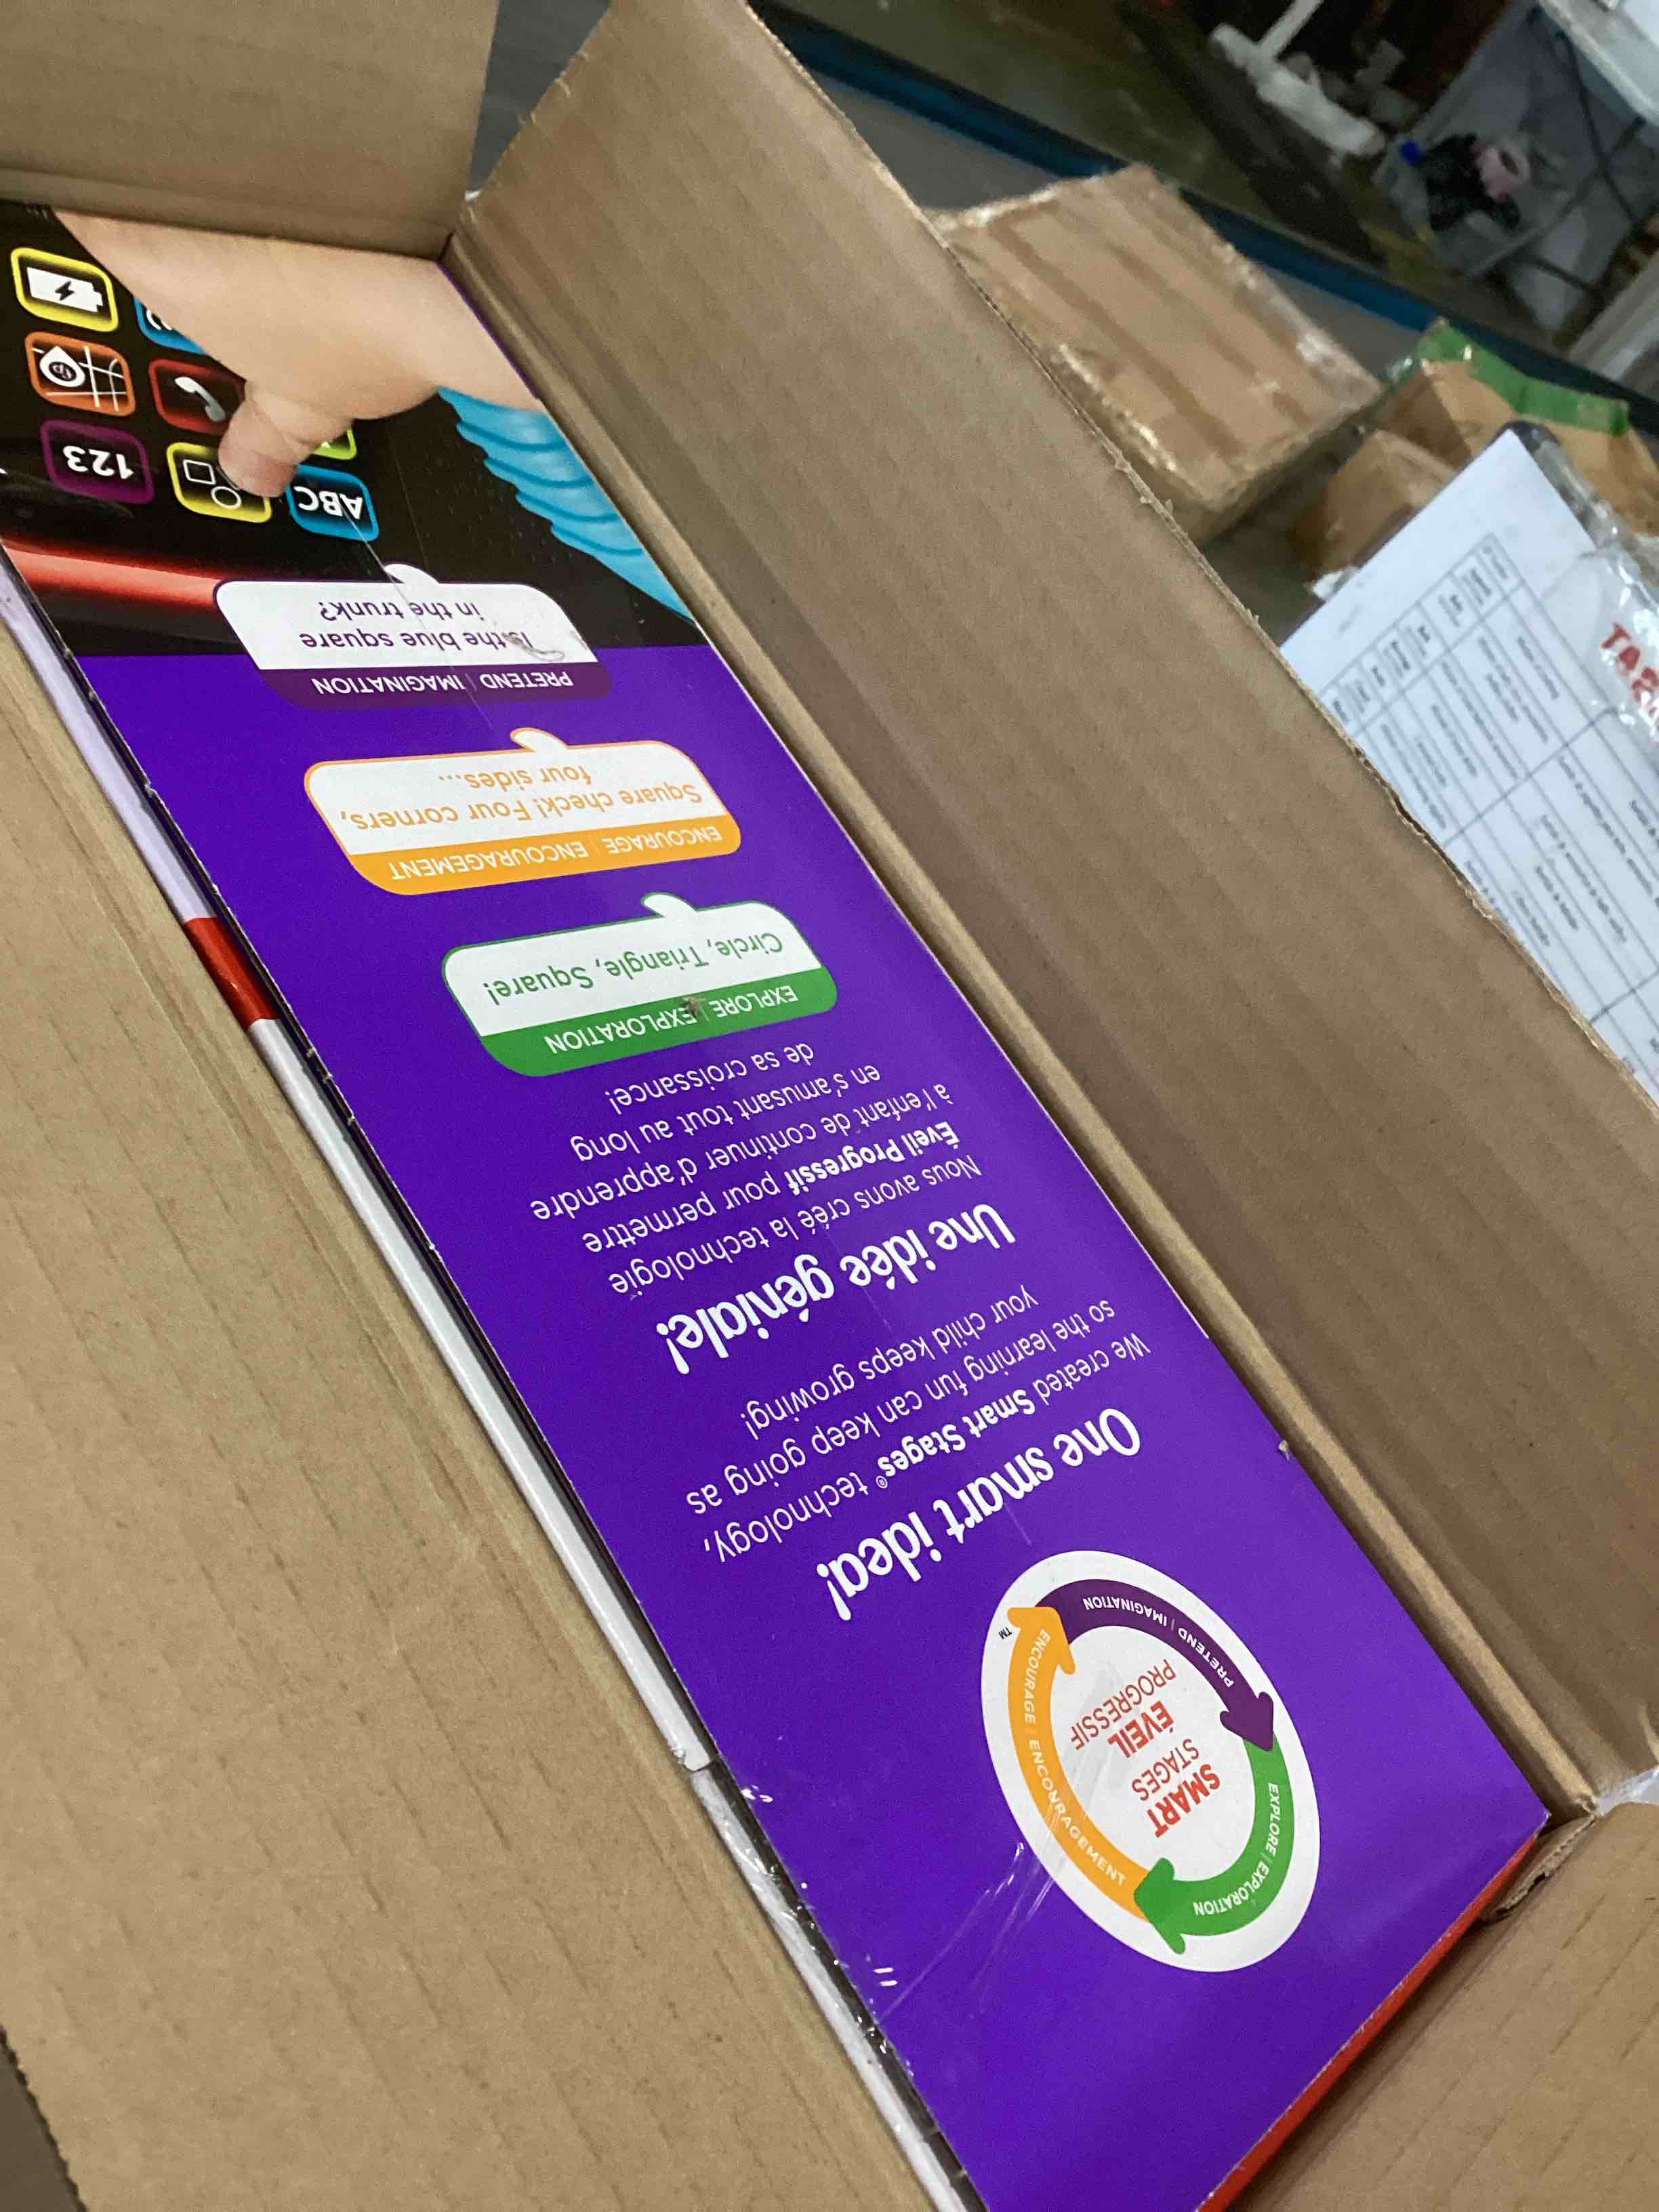 SMART
STAGES
ÉVEIL
PROGRESSIF
EXPLORE | EXPLORATION
ENCOURAGE | ENCONRAGEMENT
PRETEND | IMAGINATION
TM
One smart idea!
We created Smart Stages® technology,
so the learning fun can keep going as
your child keeps growing!
Une idée géniale!
Nous avons créé la technologie
Éveil Progressif pour permettre
à l'enfant de continuer d'apprendre
en s'amusant tout au long
de sa croissance!
EXPLORE | EXPLORATION
Circle, Triangle, Square!
ENCOURAGE | ENCOURAGEMENT
Square check! Four corners,
four sides...
PRETEND | IMAGINATION
Is the blue square
in the trunk?
ABC
123